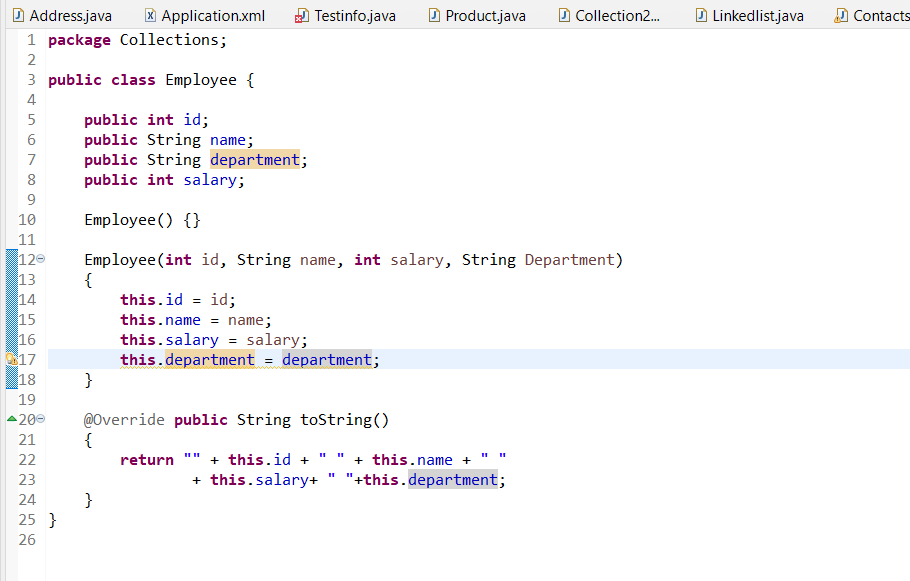 Address.java Application.xml Testinfo.java Product.java Collection2... Linkedlist.java Contacts
1 package Collections;
2
3 public class Employee {
4
5     public int id;
6     public String name;
7     public String department;
8     public int salary;
9
10     Employee() {}
11
12     Employee(int id, String name, int salary, String Department)
13     {
14         this.id = id;
15         this.name = name;
16         this.salary = salary;
17         this.department = department;
18     }
19
20     @Override public String toString()
21     {
22         return "" + this.id + " " + this.name + " "
23                 + this.salary+ " "+this.department;
24     }
25 }
26